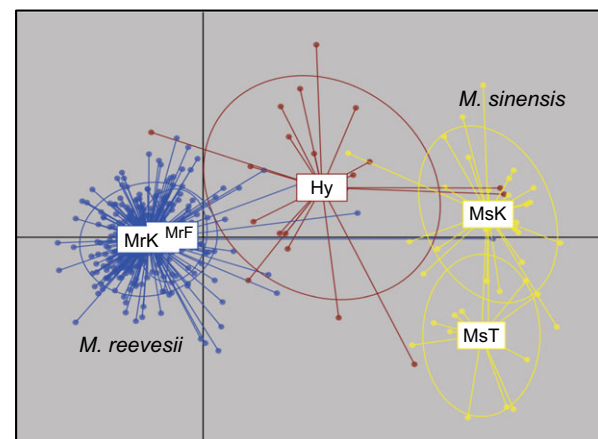 M. sinensis
Hy
MsK
MrK
MrF
MsT
M. reevesii